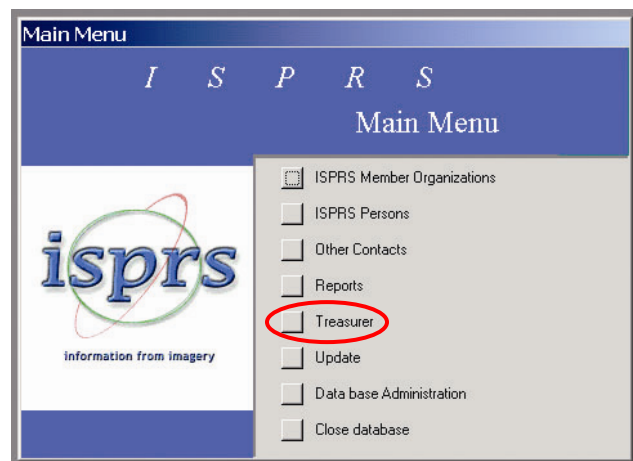 Main Menu
I S P R S
Main Menu
ISPRS Member Organizations
ISPRS Persons
Other Contacts
Reports
Treasurer
Update
Data base Administration
Close database
isprs
information from imagery